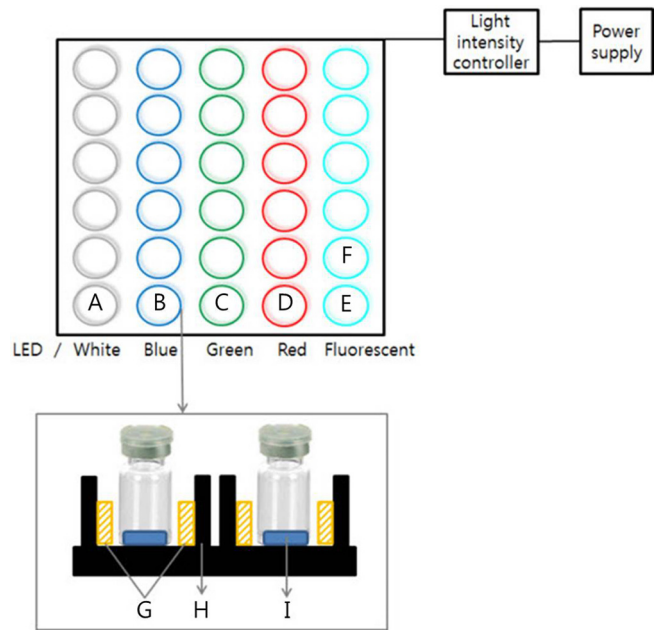 Light
intensity
controller
Power
supply
F
A B C D E
LED / White Blue Green Red Fluorescent
G H I